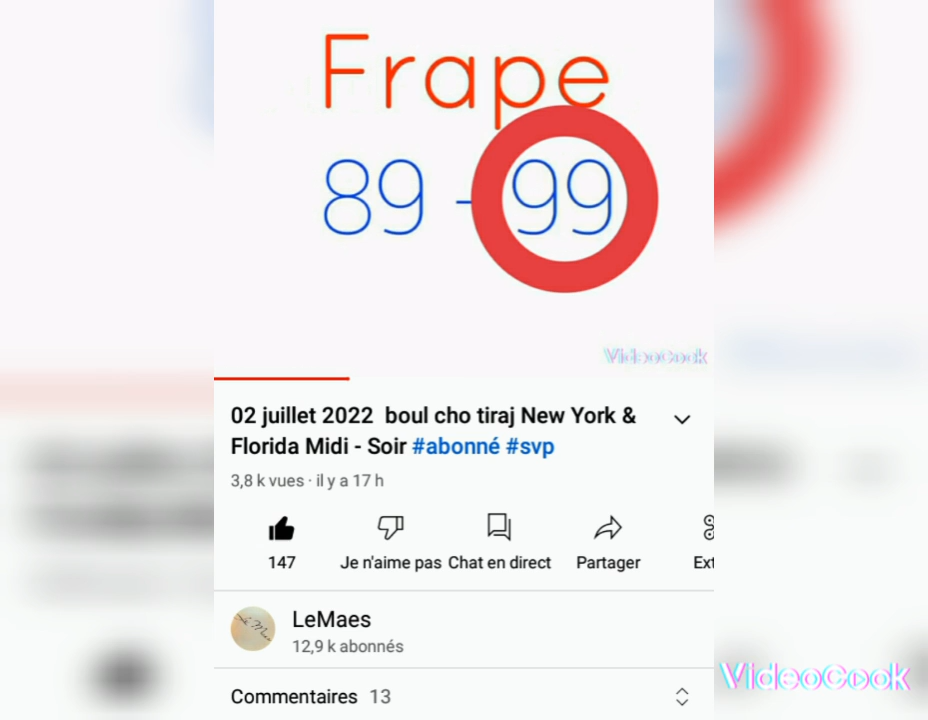 Frape
89 - 99
VideoCook
02 juillet 2022 boul cho tiraj New York &
Florida Midi - Soir #abonné #svp
3,8 k vues · il y a 17 h
147
Je n'aime pas
Chat en direct
Partager
Ext
LeMaes
12,9 k abonnés
Commentaires 13
VideoCook